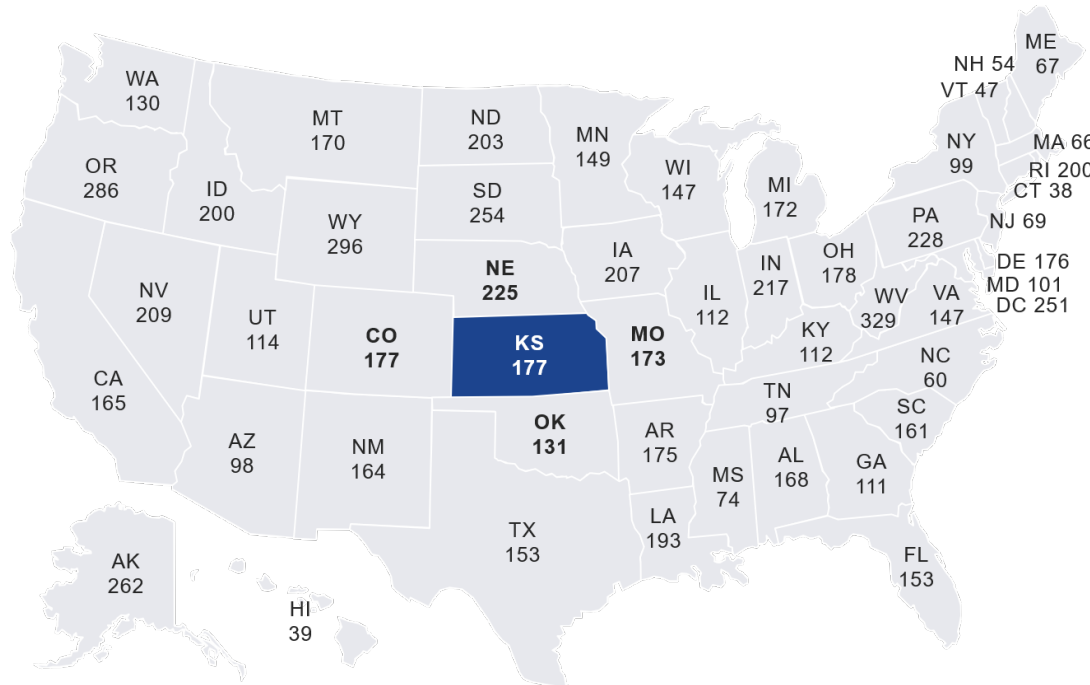 ME
67
NH 54
VT 47
WA
130
MT
170
ND
203
MN
149
OR
286
ID
200
WY
296
SD
254
WI
147
MI
172
NY
99
MA 66
RI 200
CT 38
NJ 69
PA
228
DE 176
MD 101
DC 251
NV
209
UT
114
CO
177
NE
225
KS
177
IA
207
MO
173
IL
112
IN
217
OH
178
WV
329
VA
147
KY
112
NC
60
TN
97
SC
161
CA
165
AZ
98
NM
164
OK
131
AR
175
MS
74
AL
168
GA
111
TX
153
LA
193
FL
153
AK
262
HI
39